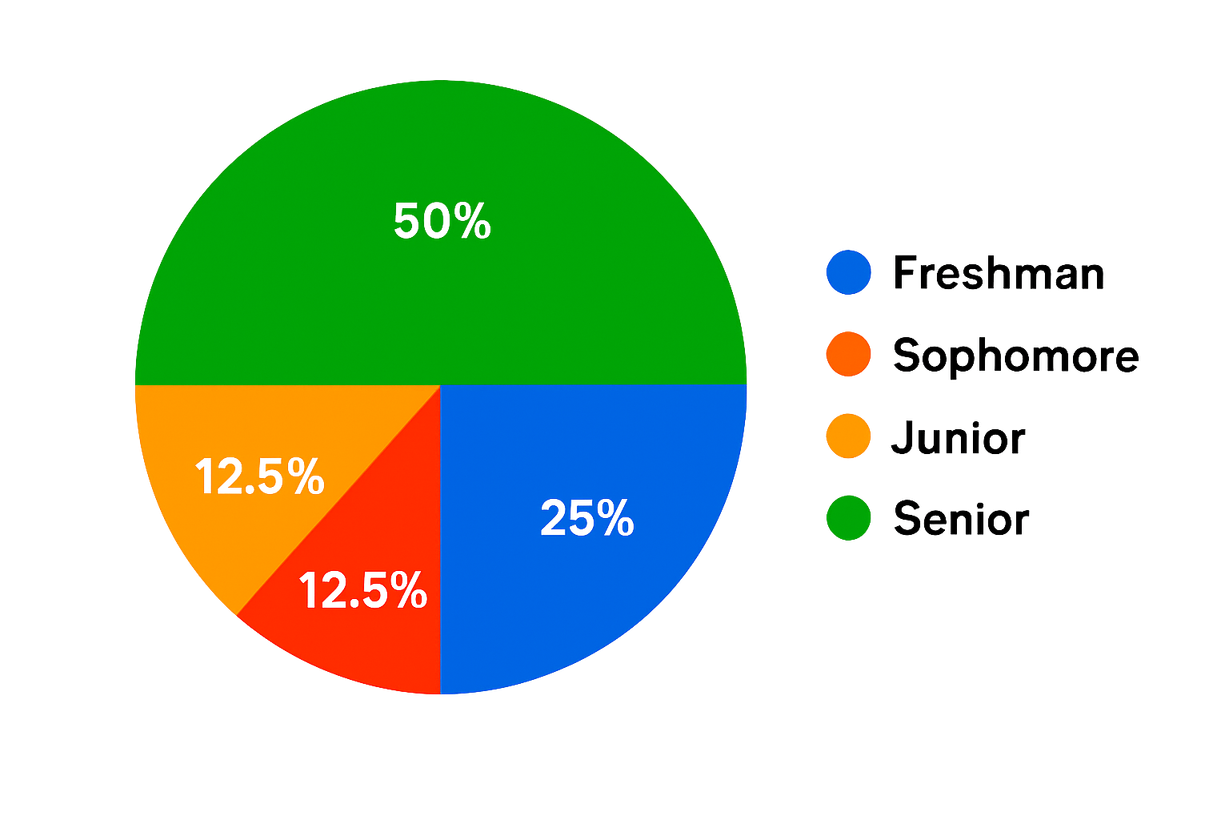 50%
12.5%
25%
12.5%
Freshman
Sophomore
Junior
Senior